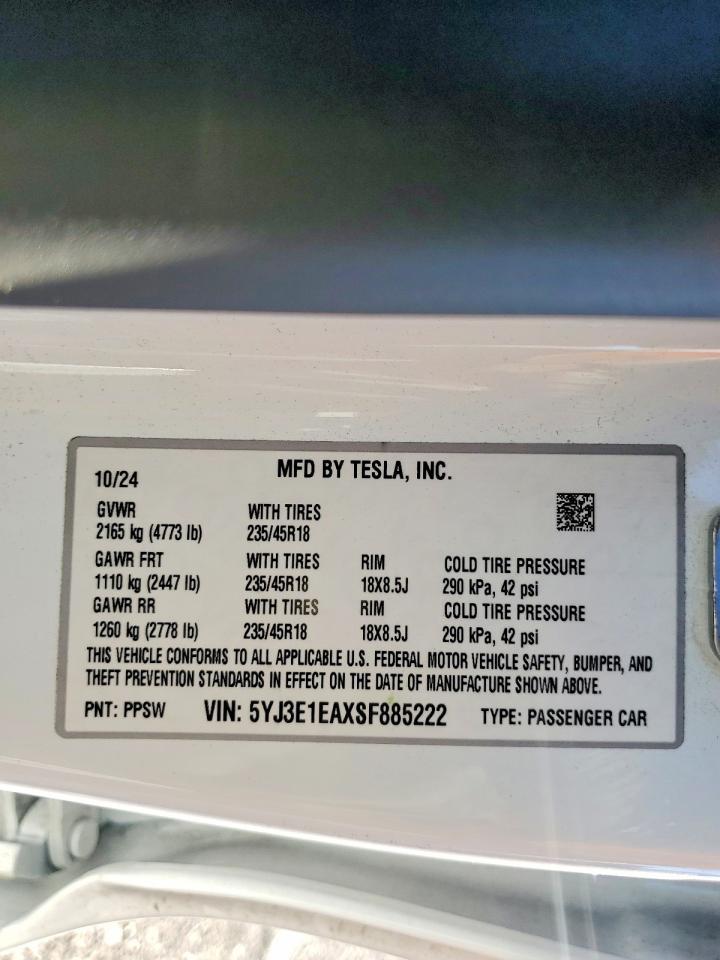 MFD BY TESLA, INC.
10/24
GVWR WITH TIRES
2165 kg (4773 lb) 235/45R18
GAWR FRT WITH TIRES RIM COLD TIRE PRESSURE
1110 kg (2447 lb) 235/45R18 18X8.5J 290 kPa, 42 psi
GAWR RR WITH TIRES RIM COLD TIRE PRESSURE
1260 kg (2778 lb) 235/45R18 18X8.5J 290 kPa, 42 psi
THIS VEHICLE CONFORMS TO ALL APPLICABLE U.S. FEDERAL MOTOR VEHICLE SAFETY, BUMPER, AND
THEFT PREVENTION STANDARDS IN EFFECT ON THE DATE OF MANUFACTURE SHOWN ABOVE.
PNT: PPSW VIN: 5YJ3E1EAXSF885222 TYPE: PASSENGER CAR